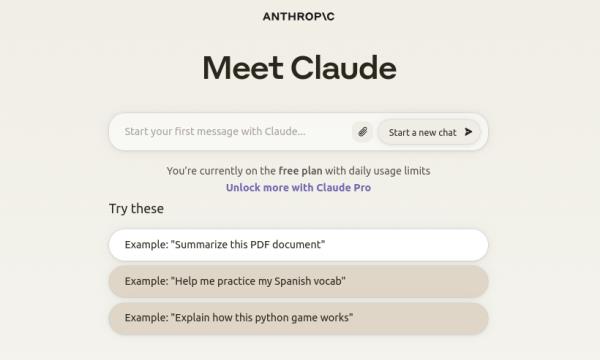 ANTHROP\C
Meet Claude
Start your first message with Claude...
Start a new chat
You're currently on the free plan with daily usage limits
Unlock more with Claude Pro
Try these
Example: "Summarize this PDF document"
Example: "Help me practice my Spanish vocab"
Example: "Explain how this python game works"